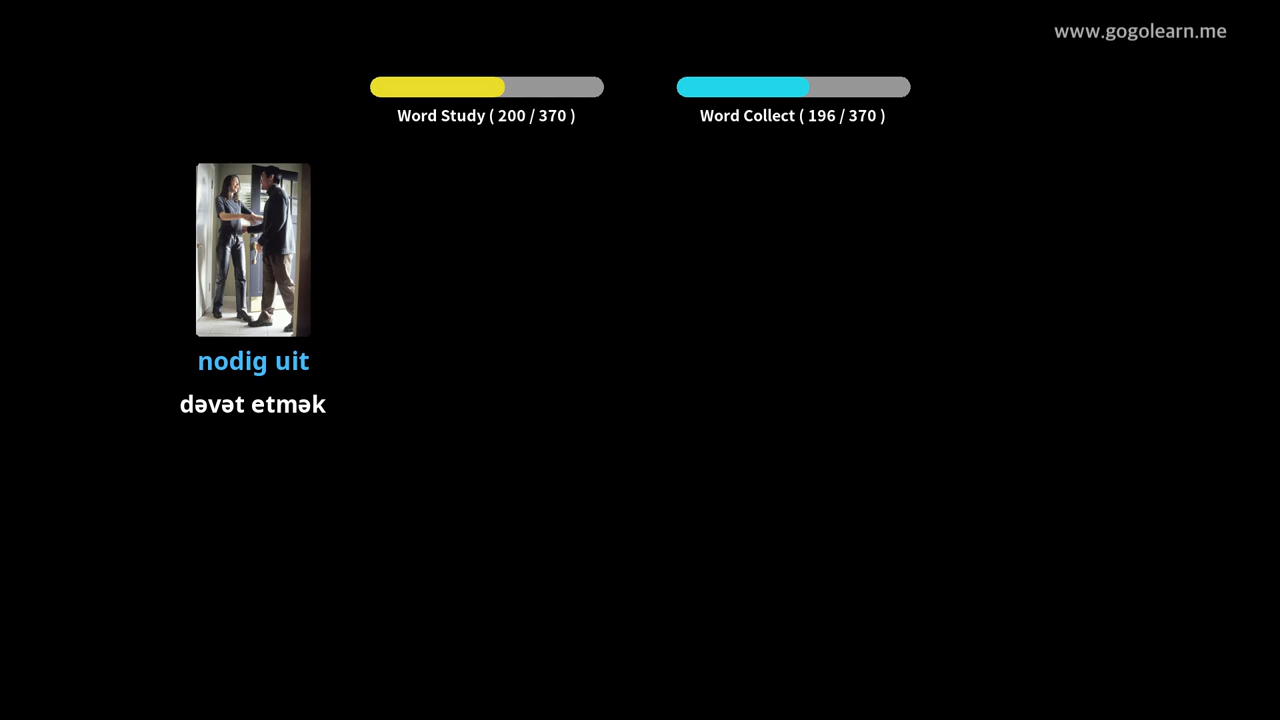 www.gogolearn.me
Word Study ( 200 / 370 )
Word Collect ( 196 / 370 )
nodig uit
dəvət etmək